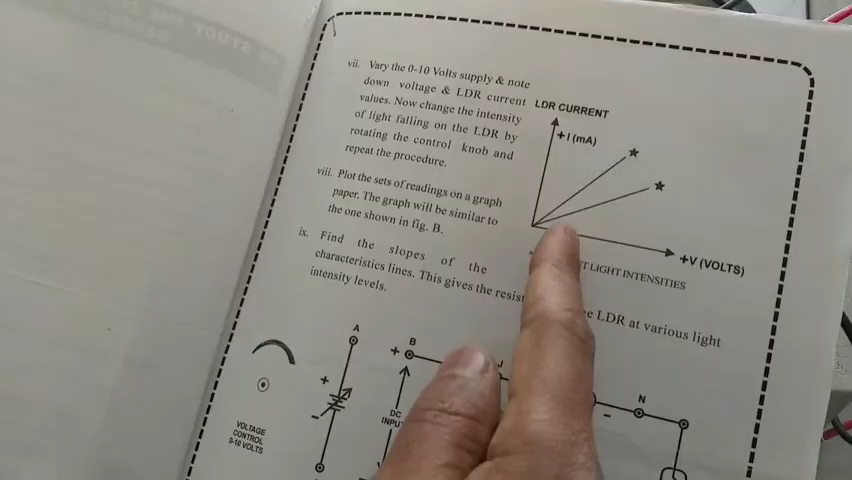 vii. Vary the 0-10 Volts supply & note
down voltage & LDR current
values. Now change the intensity
of light falling on the LDR by
rotating the control knob and
repeat the procedure.
viii. Plot the sets of readings on a graph
paper. The graph will be similar to
the one shown in fig. B.
ix. Find the slopes of the
characteristics lines. This gives the
LDR at various light
intensity levels.
LDR CURRENT
+I (mA)
+V (VOLTS)
LIGHT INTENSITIES
A
+
-
VOLTAGE
CONTROL
0-10 VOLTS
B
+
DC
J
N
-